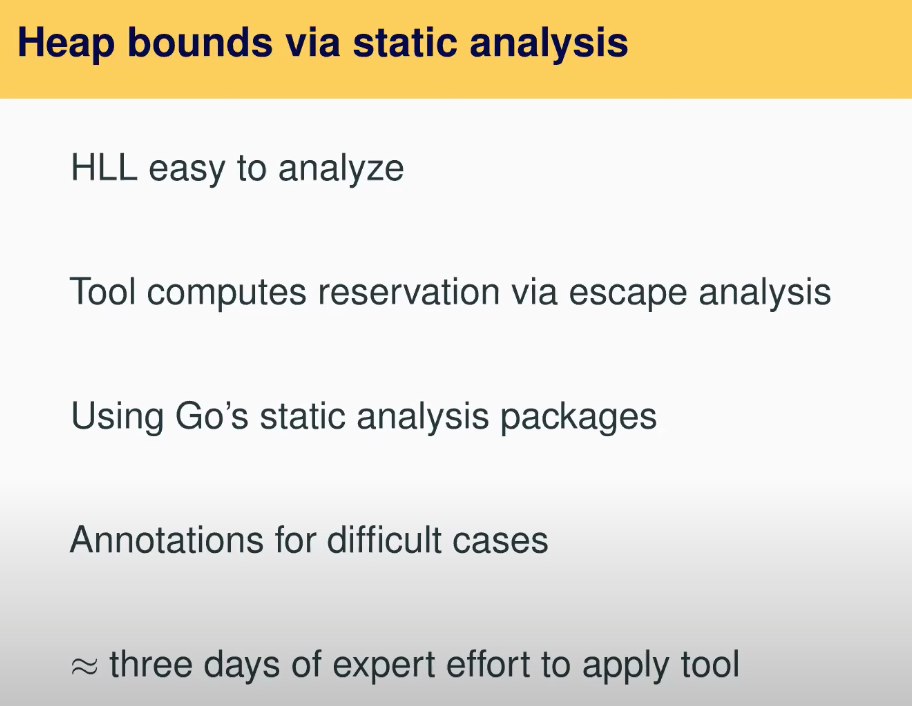 Heap bounds via static analysis
HLL easy to analyze
Tool computes reservation via escape analysis
Using Go's static analysis packages
Annotations for difficult cases
≈ three days of expert effort to apply tool